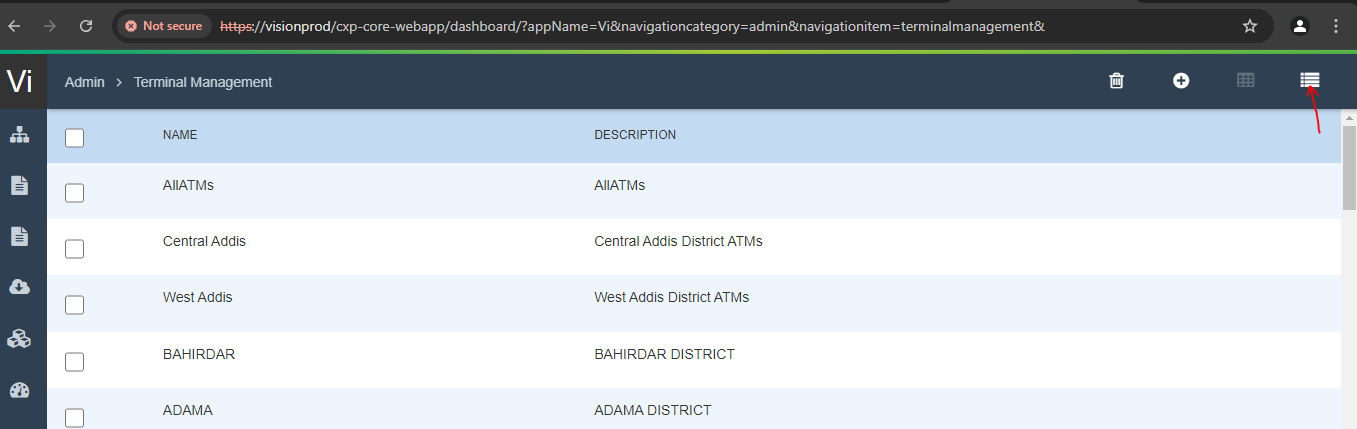 Not secure https://visionprod/cxp-core-webapp/dashboard/?appName=Vi&navigationcategory=admin&navigationitem=terminalmanagement&
Vi Admin > Terminal Management
NAME DESCRIPTION
AllATMs AllATMs
Central Addis Central Addis District ATMs
West Addis West Addis District ATMs
BAHIRDAR BAHIRDAR DISTRICT
ADAMA ADAMA DISTRICT